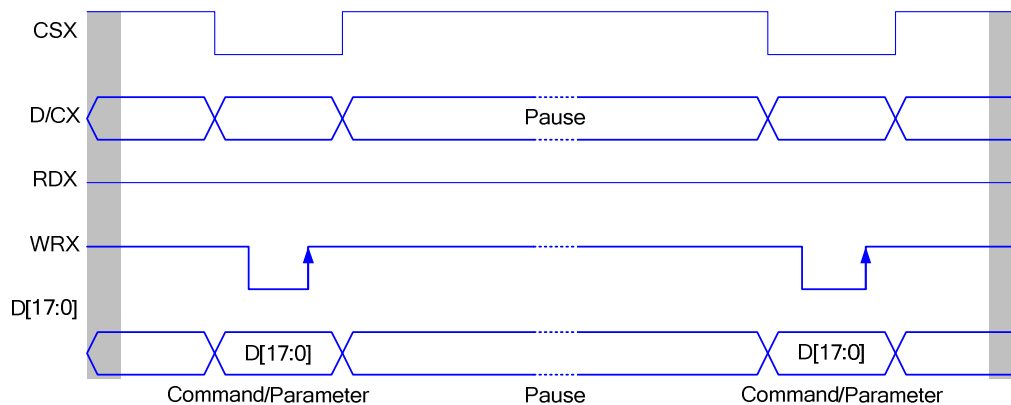 CSX
D/CX
Pause
RDX
WRX
D[17:0]
D[17:0]
D[17:0]
Command/Parameter
Pause
Command/Parameter